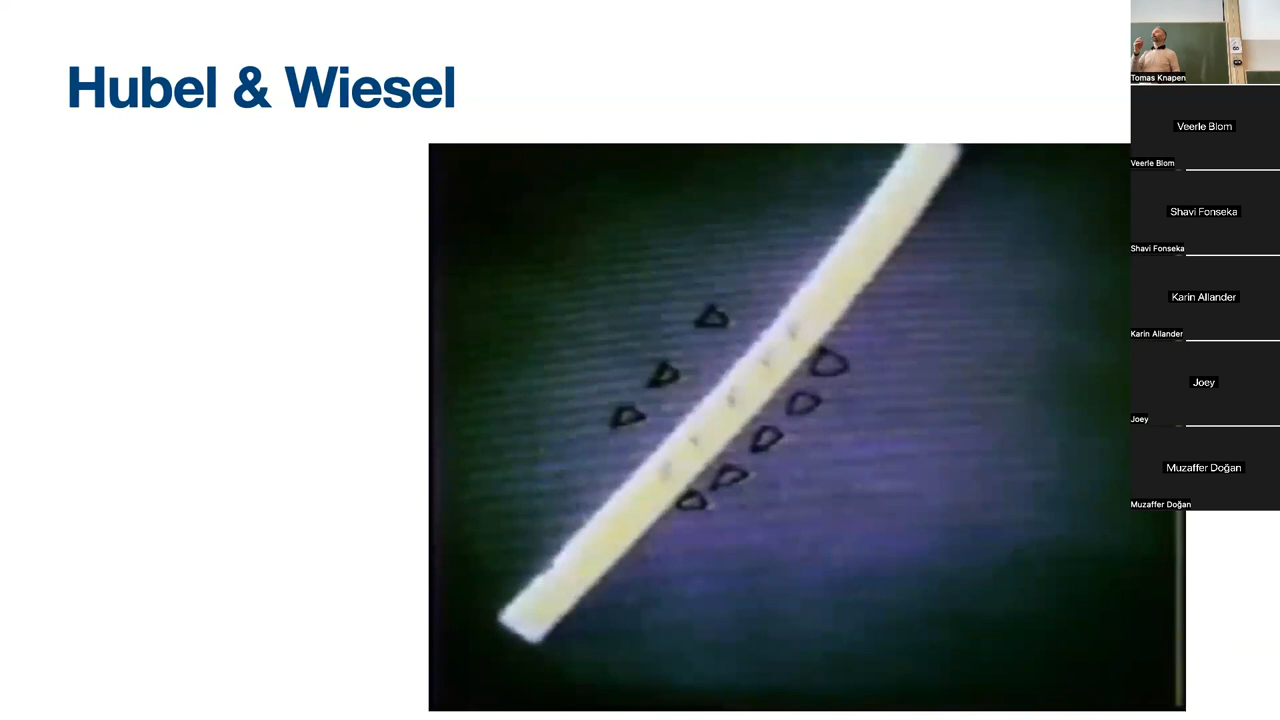 Hubel & Wiesel
Tomas Knapen
Veerle Blom
Veerle Blom
Shavi Fonseka
Shavi Fonseka
Karin Allander
Karin Allander
Joey
Joey
Muzaffer Doğan
Muzaffer Doğan